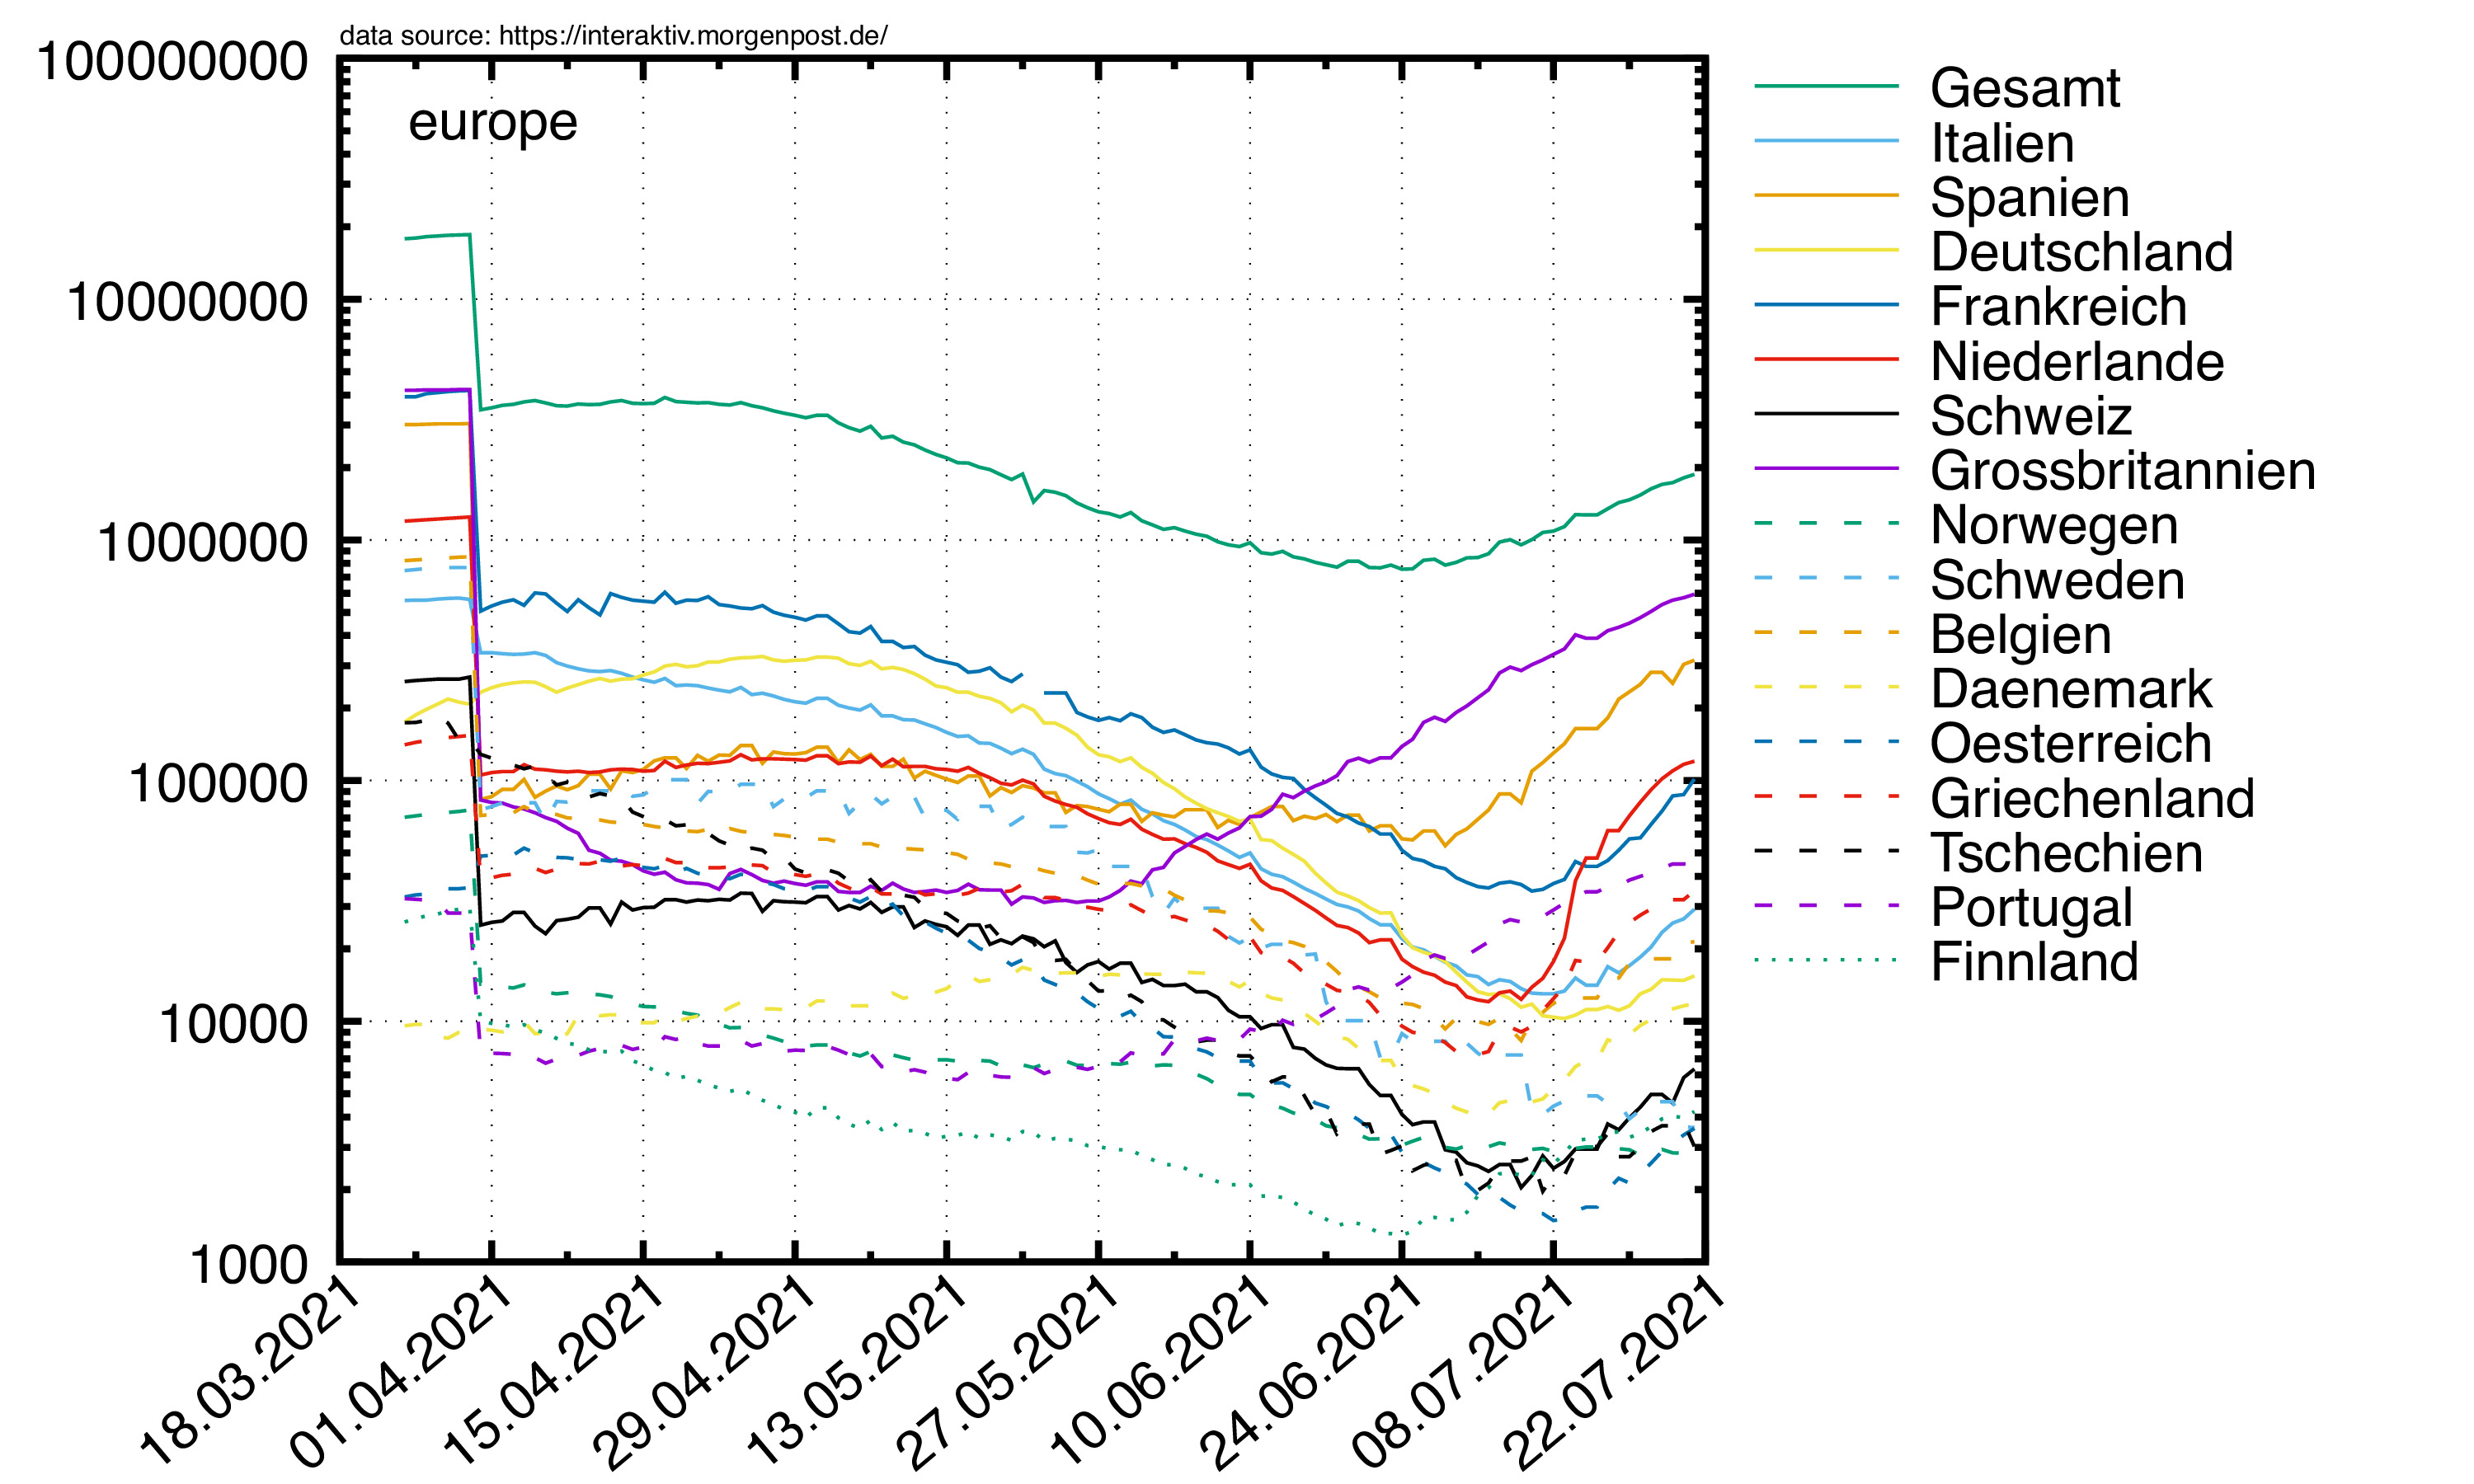 data source: https://interaktiv.morgenpost.de/
europe
100000000
10000000
1000000
100000
10000
1000
18.03.2021
01.04.2021
15.04.2021
29.04.2021
13.05.2021
27.05.2021
10.06.2021
24.06.2021
08.07.2021
22.07.2021
Gesamt
Italien
Spanien
Deutschland
Frankreich
Niederlande
Schweiz
Grossbritannien
Norwegen
Schweden
Belgien
Daenemark
Oesterreich
Griechenland
Tschechien
Portugal
Finnland